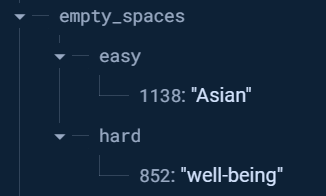 empty_spaces
easy
1138: "Asian"
hard
852: "well-being"